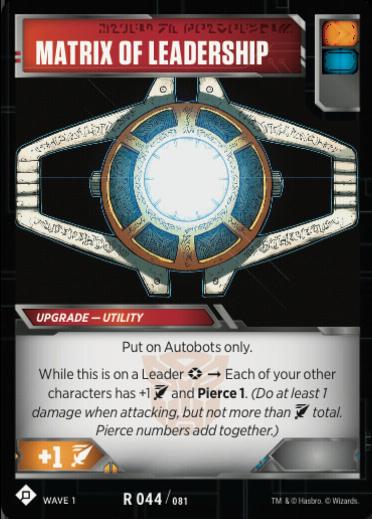 MATRIX OF LEADERSHIP
UPGRADE – UTILITY
Put on Autobots only.
While this is on a Leader → Each of your other
characters has +1 and Pierce 1. (Do at least 1
damage when attacking, but not more than total.
Pierce numbers add together.)
+1
WAVE 1
R 044 / 081
TM & © Hasbro. © Wizards.